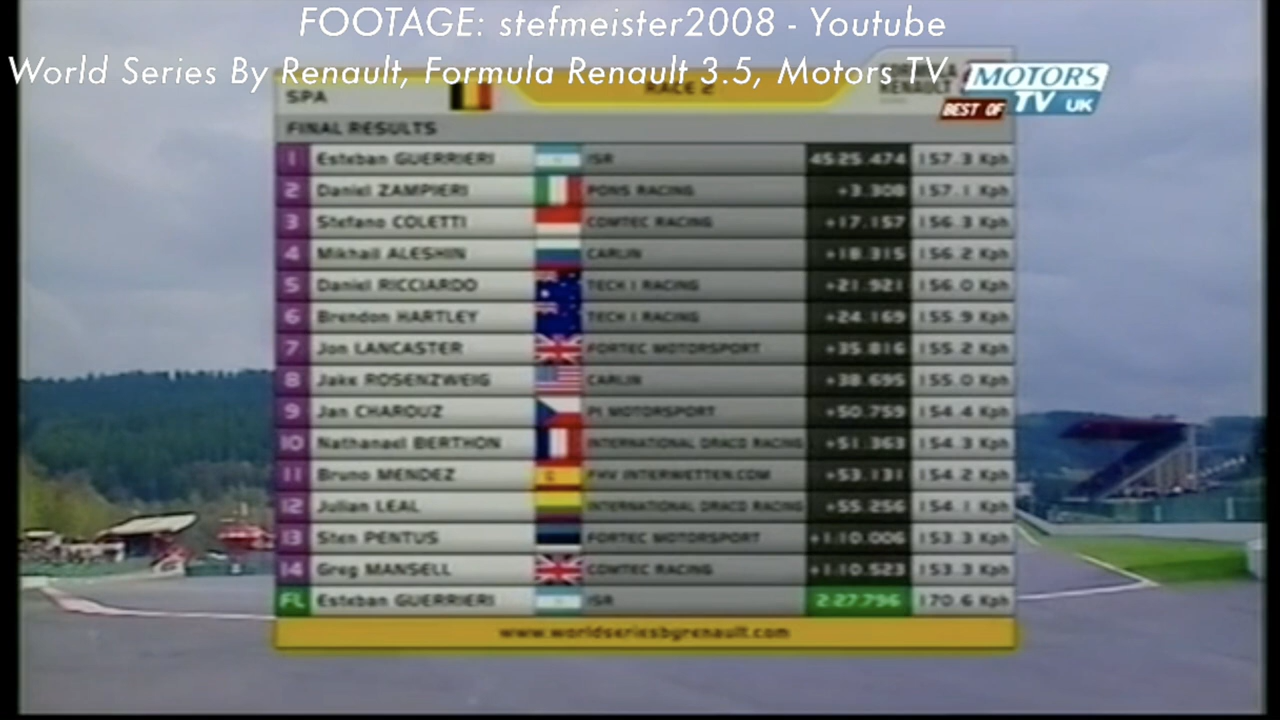 FOOTAGE: stefmeister2008 - Youtube
World Series By Renault, Formula Renault 3.5, Motors TV
MOTORS TV UK
BEST OF
SPA RACE 2 RENAULT
FINAL RESULTS
1 Esteban GUERRIERI ISR 45:25.474 157.3 Kph
2 Daniel ZAMPIERI PONS RACING +3.308 157.1 Kph
3 Stefano COLETTI COMTEC RACING +17.157 156.3 Kph
4 Mikhail ALESHIN CARLIN +18.315 156.2 Kph
5 Daniel RICCIARDO TECH 1 RACING +21.921 156.0 Kph
6 Brendon HARTLEY TECH 1 RACING +24.169 155.9 Kph
7 Jon LANCASTER FORTEC MOTORSPORT +35.816 155.2 Kph
8 Jake ROSENZWEIG CARLIN +38.695 155.0 Kph
9 Jan CHAROUZ P1 MOTORSPORT +50.759 154.4 Kph
10 Nathanael BERTHON INTERNATIONAL DRACO RACING +51.363 154.3 Kph
11 Bruno MENDEZ FHV INTERWETTEN.COM +53.131 154.2 Kph
12 Julian LEAL INTERNATIONAL DRACO RACING +55.256 154.1 Kph
13 Sten PENTUS FORTEC MOTORSPORT +1:10.006 153.3 Kph
14 Greg MANSELL COMTEC RACING +1:10.523 153.3 Kph
FL Esteban GUERRIERI ISR 2:27.796 170.6 Kph
www.worldseriesbyrenault.com